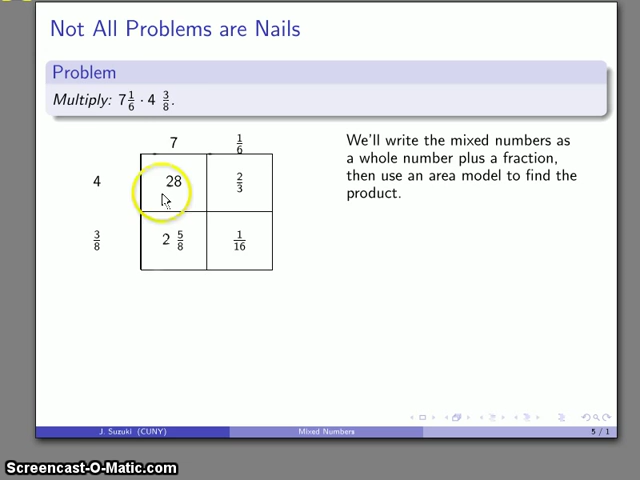 Not All Problems are Nails
Problem
Multiply: 7 1/6 · 4 3/8.
7 1/6
4 28 2/3
3/8 2 5/8 1/16
We'll write the mixed numbers as
a whole number plus a fraction,
then use an area model to find the
product.
J. Suzuki (CUNY) Mixed Numbers 5 / 1
Screencast-O-Matic.com